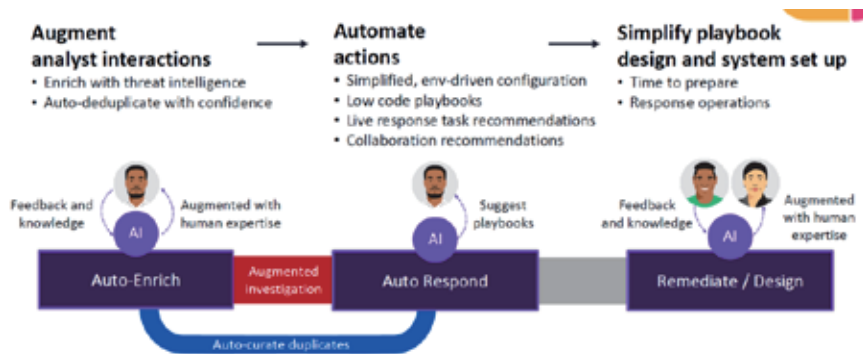 Augment
analyst interactions
• Enrich with threat intelligence
• Auto-deduplicate with confidence
Automate
actions
• Simplified, env-driven configuration
• Low code playbooks
• Live response task recommendations
• Collaboration recommendations
Simplify playbook
design and system set up
• Time to prepare
• Response operations
Feedback and
knowledge
AI
Augmented with
human expertise
AI
Suggest
playbooks
Feedback
and knowledge
AI
Augmented
with human
expertise
Auto-Enrich
Augmented
investigation
Auto Respond
Remediate / Design
Auto-curate duplicates